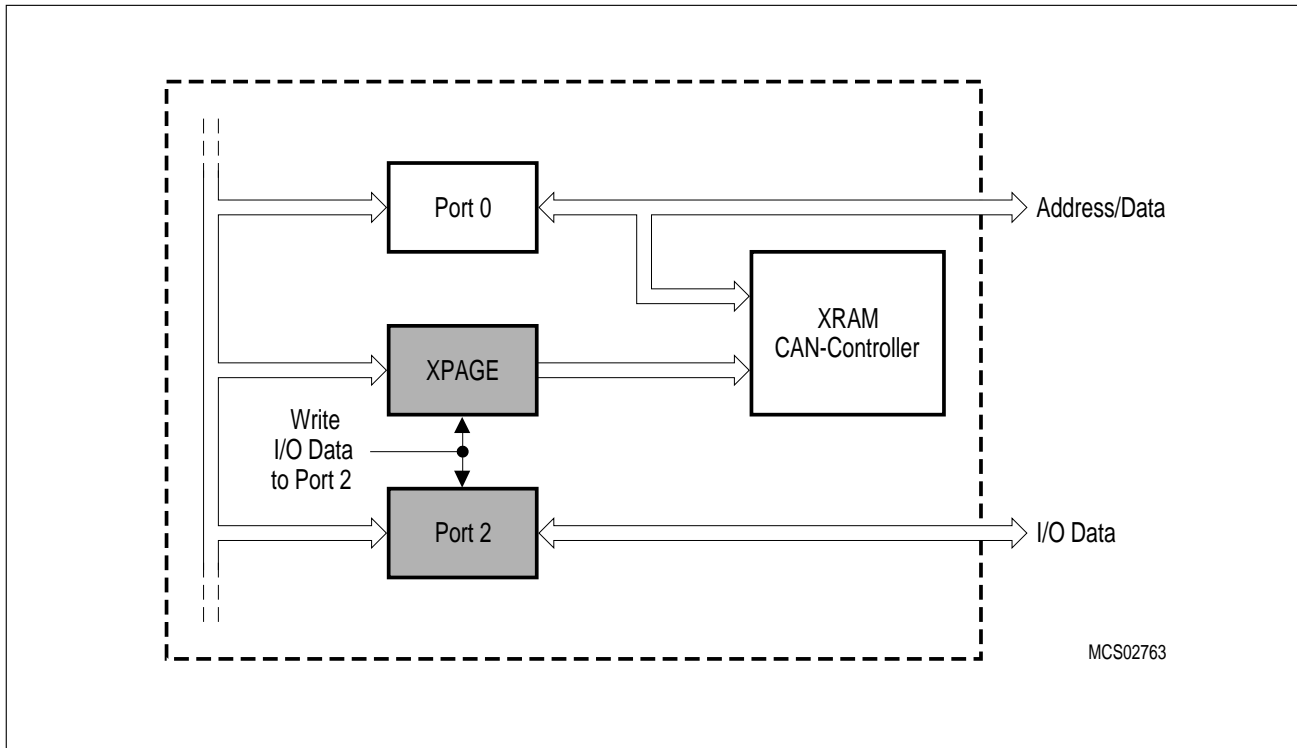 Port 0
Address/Data
XRAM
CAN-Controller
XPAGE
Write
I/O Data
to Port 2
Port 2
I/O Data
MCS02763